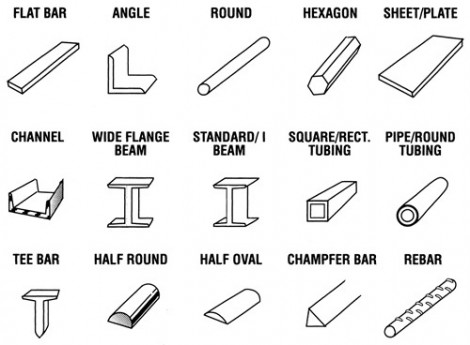 FLAT BAR
ANGLE
ROUND
HEXAGON
SHEET/PLATE
CHANNEL
WIDE FLANGE
BEAM
STANDARD/ I
BEAM
SQUARE/RECT.
TUBING
PIPE/ROUND
TUBING
TEE BAR
HALF ROUND
HALF OVAL
CHAMPFER BAR
REBAR